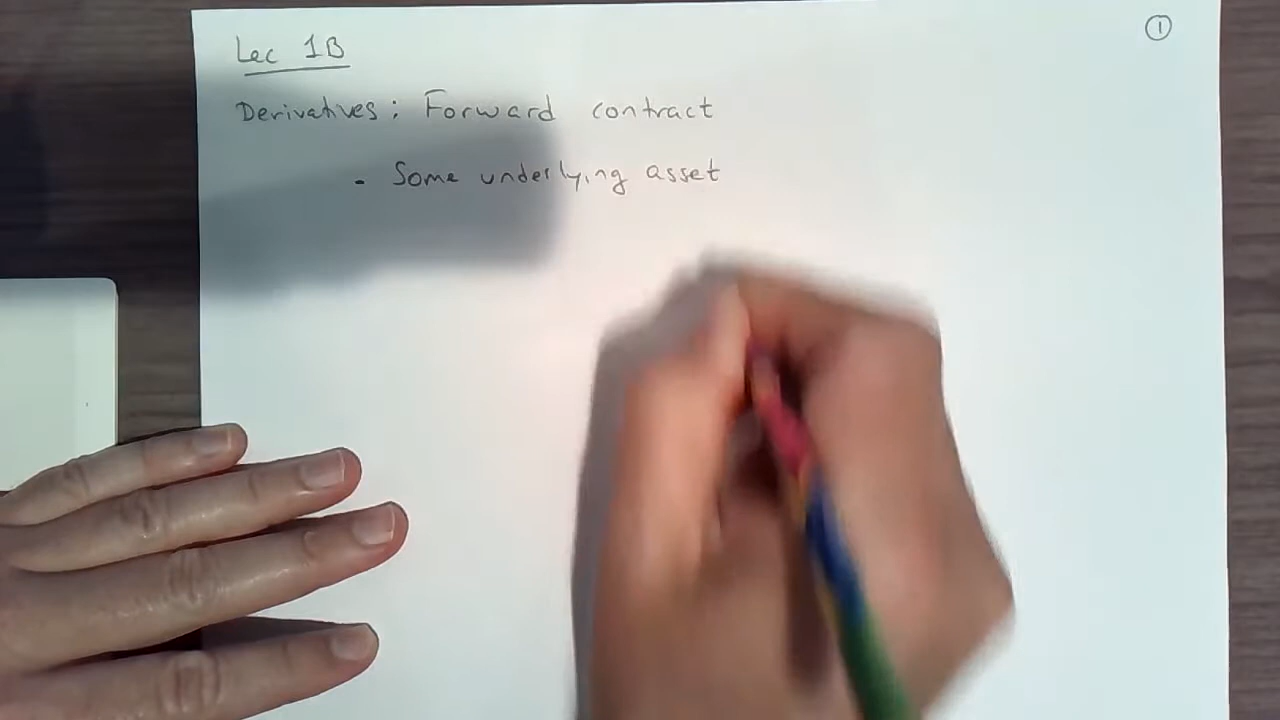 Lec 1B
①
Derivatives: Forward contract
- Some underlying asset